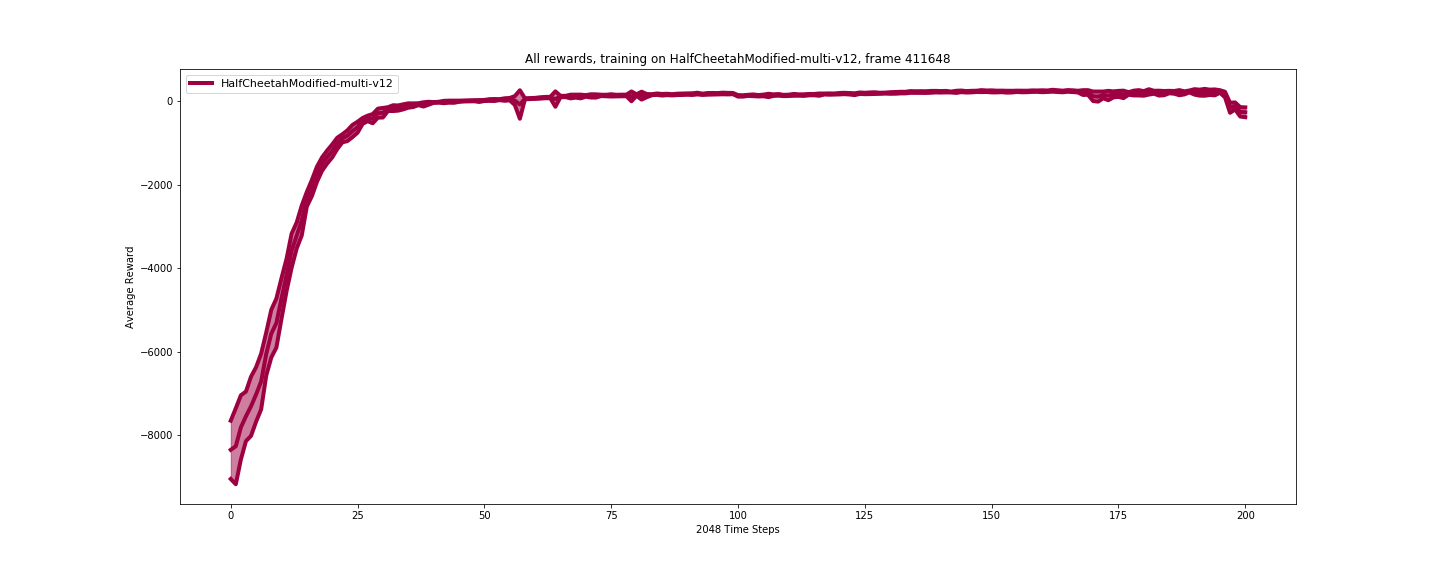 All rewards, training on HalfCheetahModified-multi-v12, frame 411648
HalfCheetahModified-multi-v12
0
−2000
−4000
−6000
−8000
Average Reward
0 25 50 75 100 125 150 175 200
2048 Time Steps